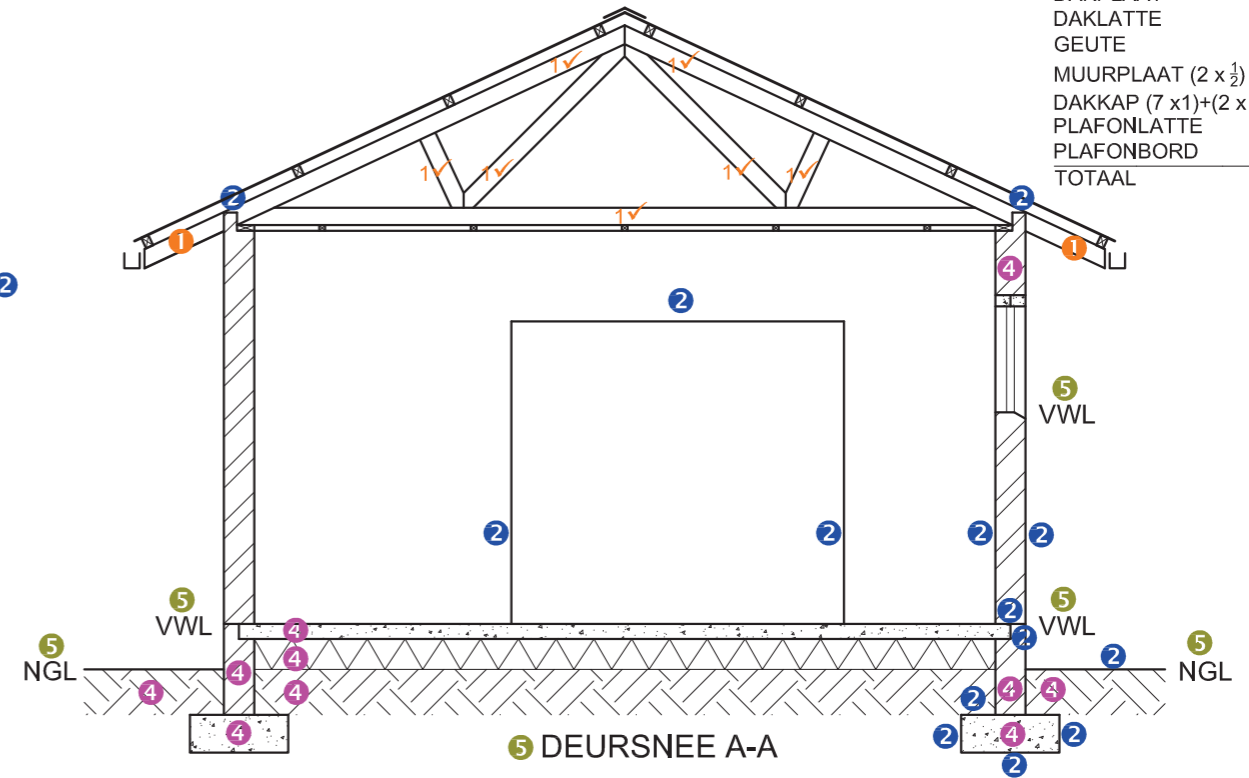 DAKLATTE
GEUTE
MUURPLAAT (2 x ½)
DAKKAP (7 x1)+(2 x
PLAFONLATTE
PLAFONBORD
TOTAAL
1✓ 1✓
1✓ 1✓ 1✓ 1✓
2 2
1✓
1 1
4
2
2
5
VWL
2 2 2 2
5 VWL
2 5 VWL
4 2
5 NGL
4
2 5 NGL
4 4 4 4 4
2
4 2 4 2
5 DEURSNEE A-A
2